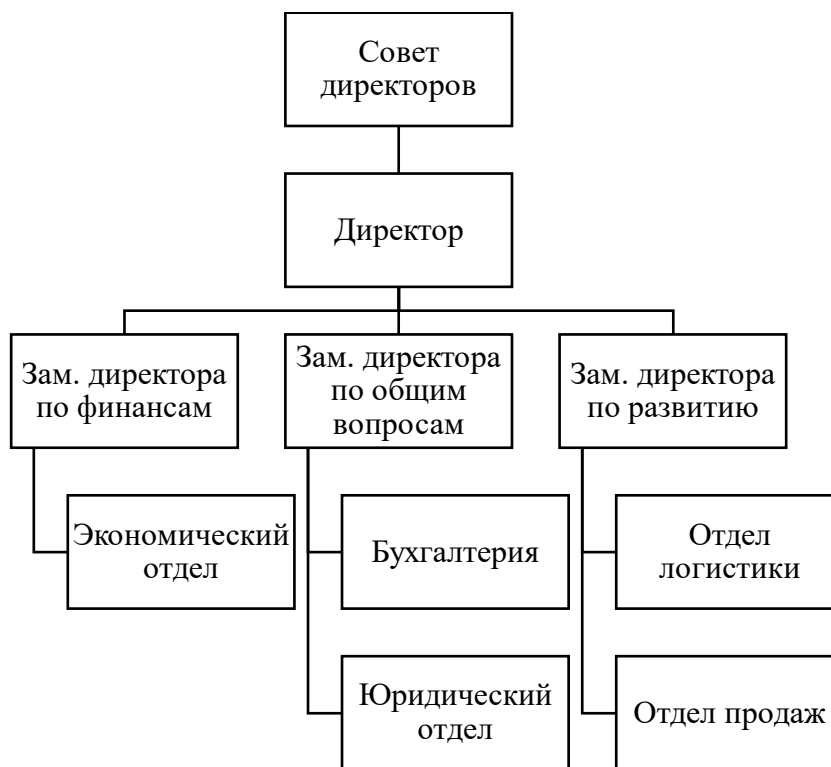 Совет
директоров
Директор
Зам. директора
по финансам
Зам. директора
по общим
вопросам
Зам. директора
по развитию
Экономический
отдел
Бухгалтерия
Отдел
логистики
Юридический
отдел
Отдел продаж